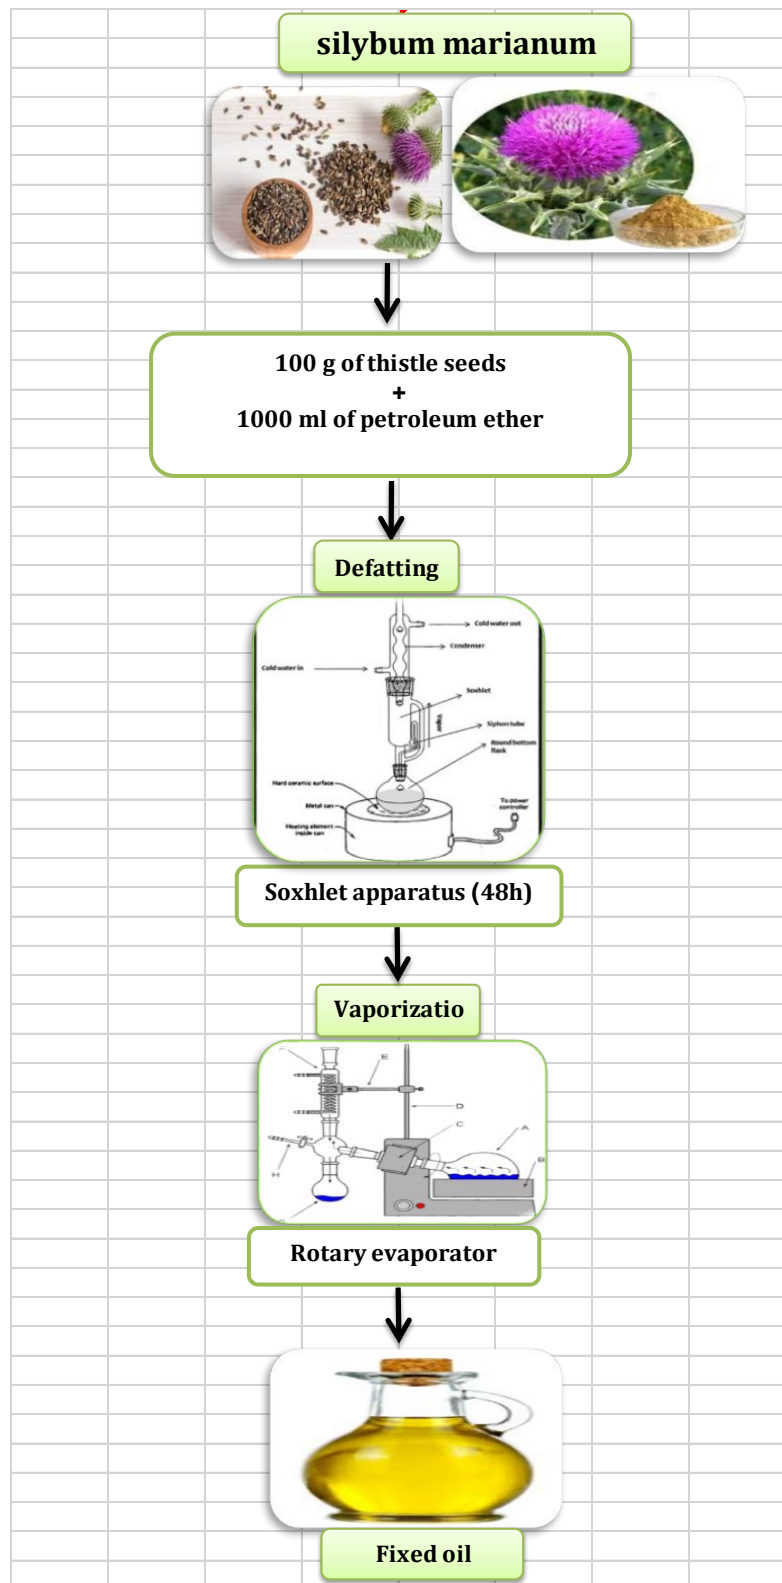 silybum marianum
100 g of thistle seeds
+
1000 ml of petroleum ether
Defatting
Cold water out
Condenser
Cold water in
Soxhlet
Vapor
Siphon tube
Round bottom
flask
Hard ceramic surface
Metal can
To power
controller
Heating element
inside can
Soxhlet apparatus (48h)
Vaporizatio
E
D
C
A
B
H
Rotary evaporator
Fixed oil